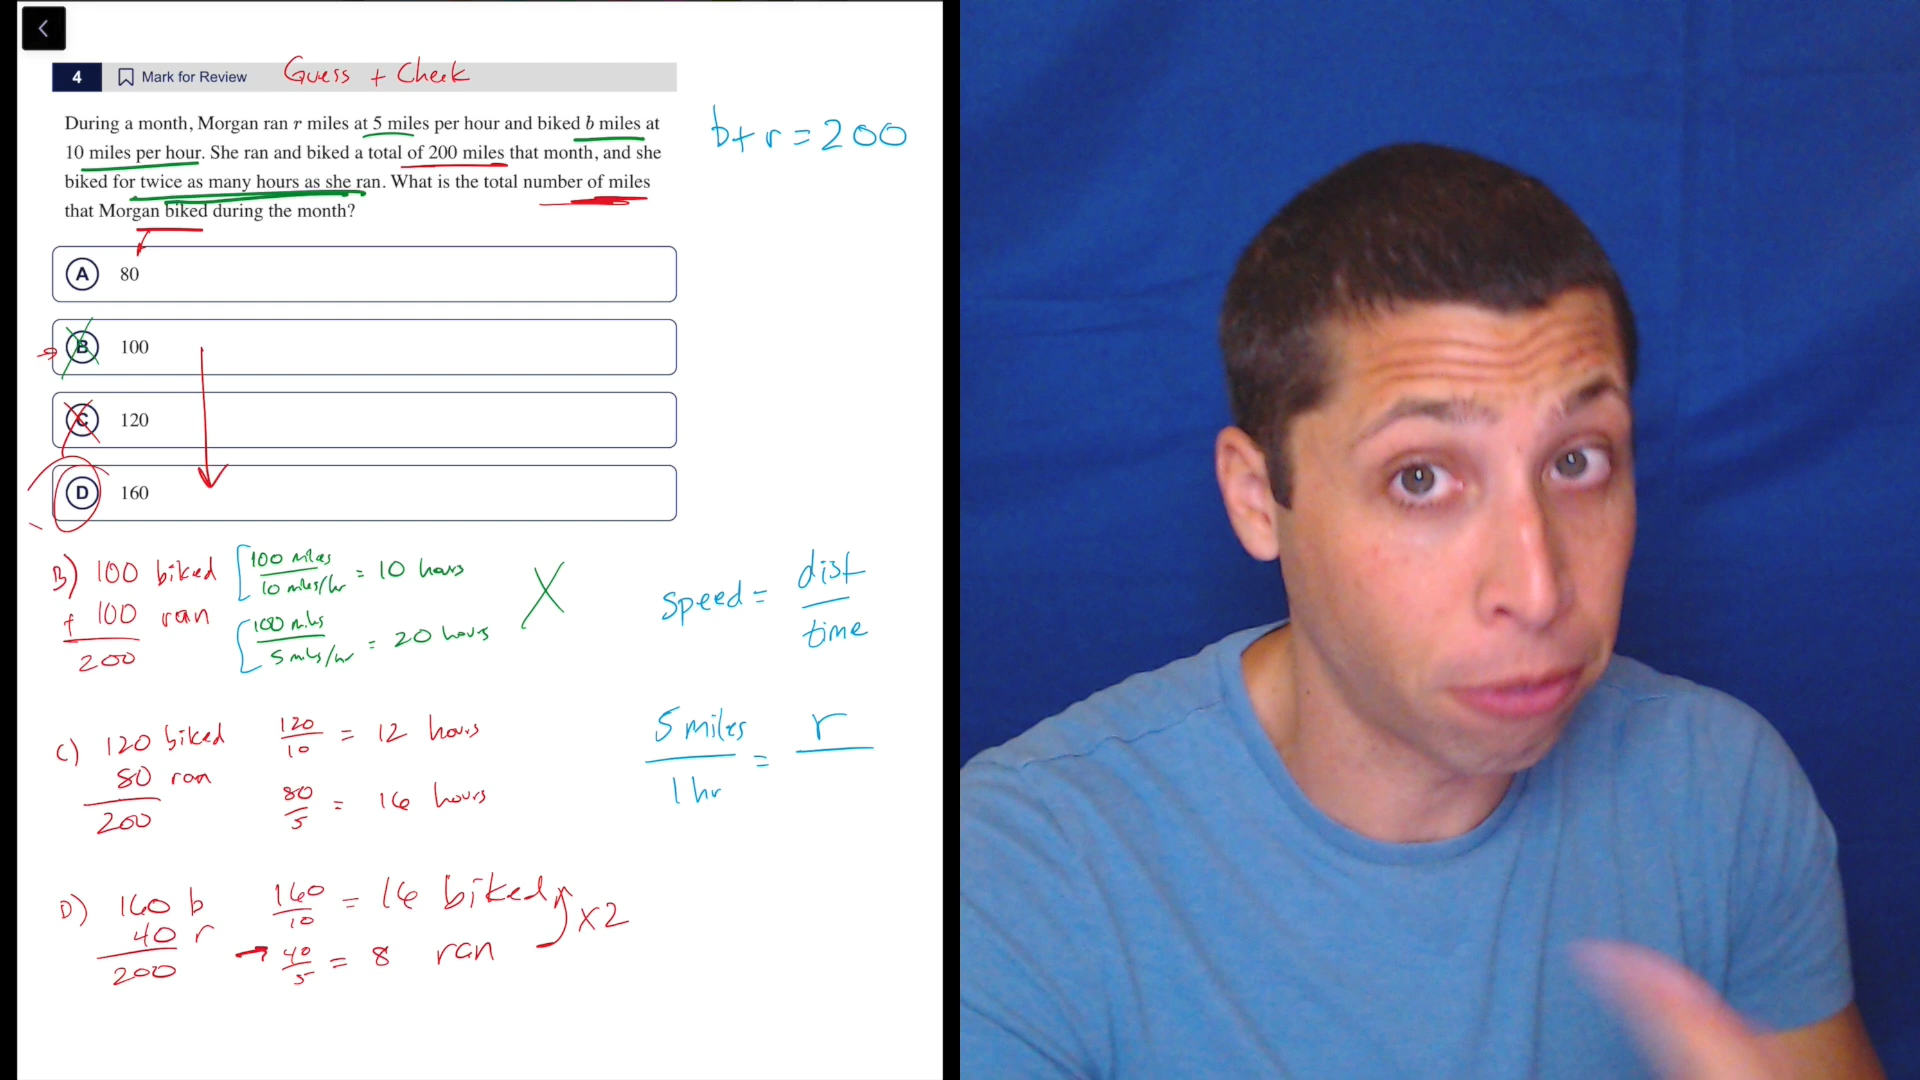 4 Mark for Review Guess + Check
During a month, Morgan ran r miles at 5 miles per hour and biked b miles at
10 miles per hour. She ran and biked a total of 200 miles that month, and she
biked for twice as many hours as she ran. What is the total number of miles
that Morgan biked during the month?
b + r = 200
A 80
B 100
C 120
D 160
B) 100 biked 100 miles / 10 miles/hr = 10 hours X
+ 100 ran 100 miles / 5 miles/hr = 20 hours
200
speed = dist / time
C) 120 biked 120 / 10 = 12 hours
80 ran 80 / 5 = 16 hours
200
5 miles / 1 hr = r
D) 160 b 160 / 10 = 16 biked x2
40 r 40 / 5 = 8 ran
200